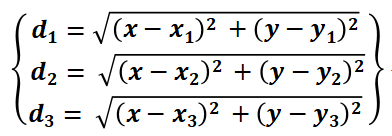 d₁ = √(x − x₁)² + (y − y₁)²
d₂ = √(x − x₂)² + (y − y₂)²
d₃ = √(x − x₃)² + (y − y₃)²